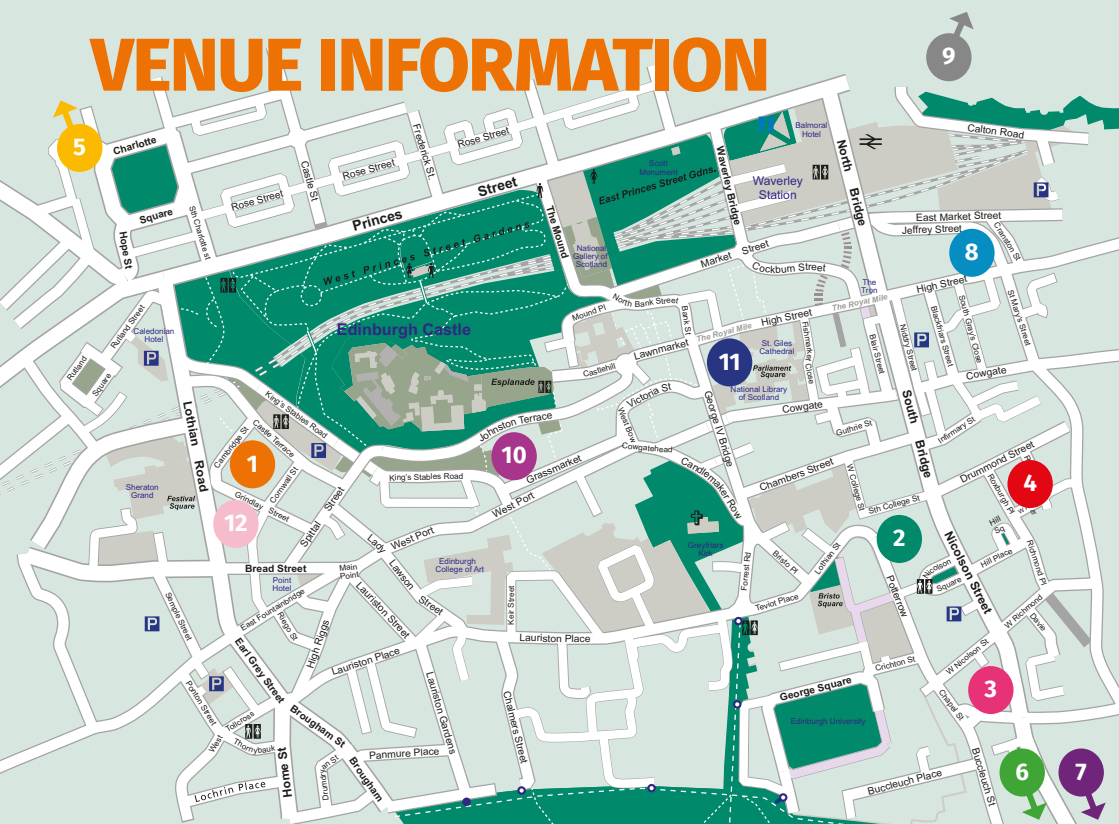 VENUE INFORMATION
9
5
Charlotte
Square
Hope St
Sth Charlotte st
Castle St
Frederick St.
Rose Street
Rose Street
Rose Street
Princes
Street
West Princes Street Gardens
The Mound
East Princes Street Gdns.
Scott
Monument
Waverley Bridge
Balmoral
Hotel
North
Bridge
Waverley
Station
Calton Road
P
East Market Street
Jeffrey Street
Cranston St
8
National
Gallery of
Scotland
Market
Street
Cockburn Street
The
Tron
The Royal Mile
High Street
St Mary's Street
South Gray's Close
Blackfriars Street
Niddry Street
P
Blair Street
North Bank Street
Mound Pl
Bank St
The Royal Mile
High Street
Fishmarket Close
St. Giles
Cathedral
Parliament
Square
National Library
of Scotland
11
Lawnmarket
Castlehill
Edinburgh Castle
Esplanade
Johnston Terrace
Victoria St
West Bow
George IV Bridge
Cowgate
Cowgate
South
Bridge
Guthrie St
Infirmary St
Rutland Street
Rutland
Square
Caledonian
Hotel
P
King's Stables Road
Castle Terrace
Cambridge St
Cornwall St
P
Lothian
Road
1
12
Grindlay
Street
Spittal
Street
Sheraton
Grand
Festival
Square
King's Stables Road
10
Grassmarket
Cowgatehead
Candlemaker Row
Chambers Street
W College St
Sth College St
Drummond Street
Roxburgh Pl
4
Hill
Sq
Hill Place
Richmond Pl
2
Nicolson Street
Nicolson
Square
P
W Richmond
Davie
West Port
West Port
Lady
Lawson
Street
Edinburgh
College of Art
Keir Street
Greyfriars
Kirk
Forrest Rd
Bristo Pl
Lothian St
Teviot Place
Bristo
Square
Potterrow
Bread Street
Main
Point
Point
Hotel
East Fountainbridge
Riego St
High Riggs
Lauriston Street
Lauriston Place
Lauriston Place
Semple Street
P
P
Earl Grey Street
Ponton Street
Tollcross
West
Thornybauk
Lochrin Place
Home St
Drumdryan St
Brougham St
Brougham
Panmure Place
Lauriston Gardens
Chalmers Street
George Square
Edinburgh University
Crichton St
W Nicolson St
Chapel St.
3
Buccleuch Place
Buccleuch St
6
7